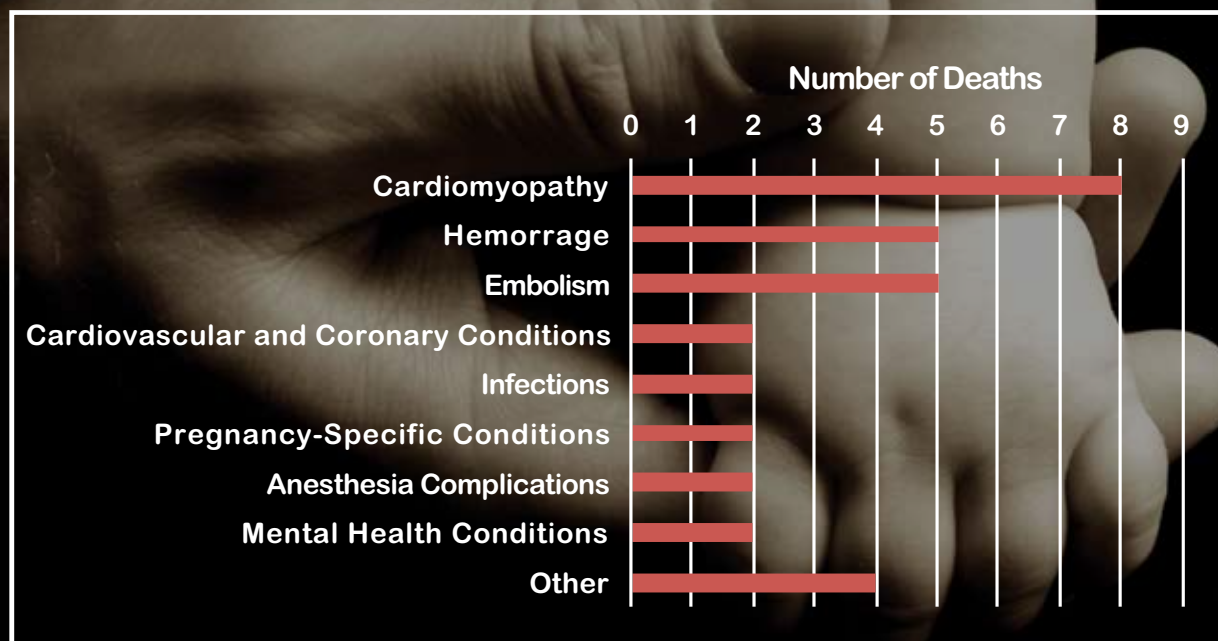 Number of Deaths
0 1 2 3 4 5 6 7 8 9
Cardiomyopathy
Hemorrage
Embolism
Cardiovascular and Coronary Conditions
Infections
Pregnancy-Specific Conditions
Anesthesia Complications
Mental Health Conditions
Other